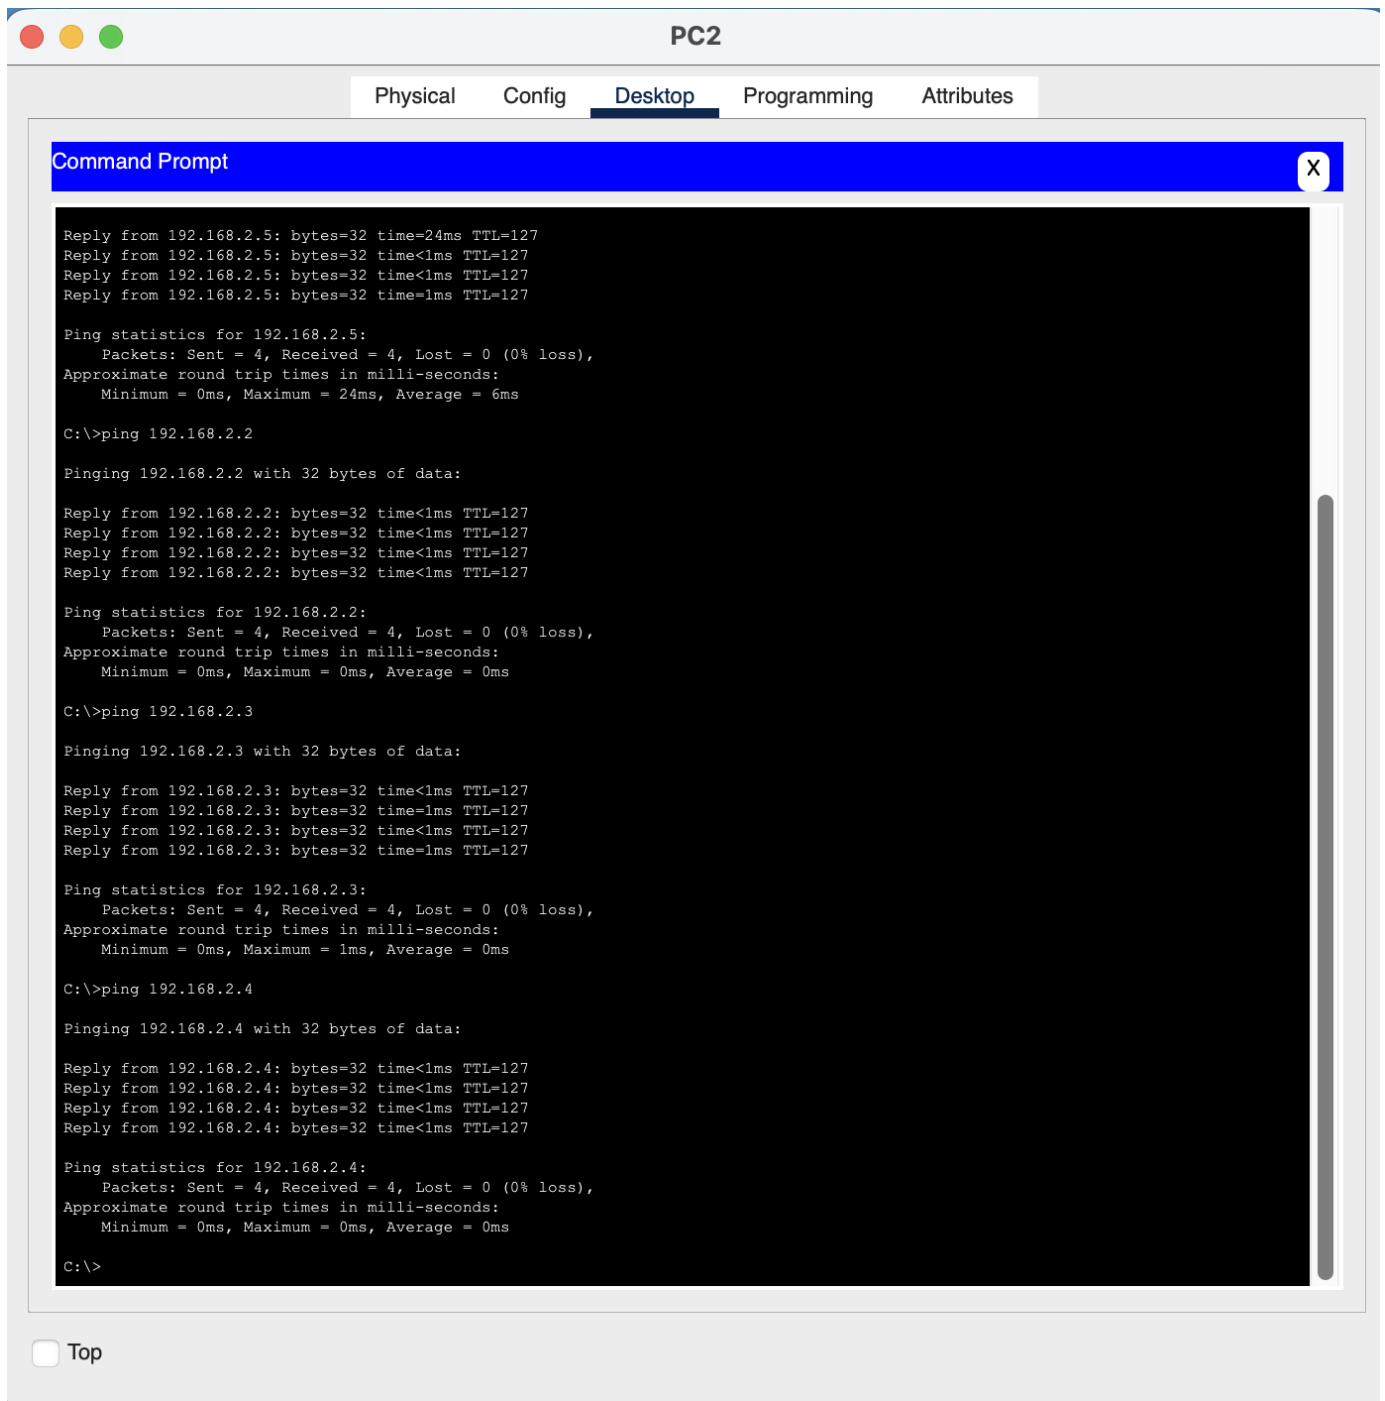 PC2
Physical Config Desktop Programming Attributes
Command Prompt
X
Reply from 192.168.2.5: bytes=32 time=24ms TTL=127
Reply from 192.168.2.5: bytes=32 time<1ms TTL=127
Reply from 192.168.2.5: bytes=32 time<1ms TTL=127
Reply from 192.168.2.5: bytes=32 time=1ms TTL=127
Ping statistics for 192.168.2.5:
Packets: Sent = 4, Received = 4, Lost = 0 (0% loss),
Approximate round trip times in milli-seconds:
Minimum = 0ms, Maximum = 24ms, Average = 6ms
C:\>ping 192.168.2.2
Pinging 192.168.2.2 with 32 bytes of data:
Reply from 192.168.2.2: bytes=32 time<1ms TTL=127
Reply from 192.168.2.2: bytes=32 time<1ms TTL=127
Reply from 192.168.2.2: bytes=32 time<1ms TTL=127
Reply from 192.168.2.2: bytes=32 time<1ms TTL=127
Ping statistics for 192.168.2.2:
Packets: Sent = 4, Received = 4, Lost = 0 (0% loss),
Approximate round trip times in milli-seconds:
Minimum = 0ms, Maximum = 0ms, Average = 0ms
C:\>ping 192.168.2.3
Pinging 192.168.2.3 with 32 bytes of data:
Reply from 192.168.2.3: bytes=32 time<1ms TTL=127
Reply from 192.168.2.3: bytes=32 time=1ms TTL=127
Reply from 192.168.2.3: bytes=32 time<1ms TTL=127
Reply from 192.168.2.3: bytes=32 time=1ms TTL=127
Ping statistics for 192.168.2.3:
Packets: Sent = 4, Received = 4, Lost = 0 (0% loss),
Approximate round trip times in milli-seconds:
Minimum = 0ms, Maximum = 1ms, Average = 0ms
C:\>ping 192.168.2.4
Pinging 192.168.2.4 with 32 bytes of data:
Reply from 192.168.2.4: bytes=32 time<1ms TTL=127
Reply from 192.168.2.4: bytes=32 time<1ms TTL=127
Reply from 192.168.2.4: bytes=32 time<1ms TTL=127
Reply from 192.168.2.4: bytes=32 time<1ms TTL=127
Ping statistics for 192.168.2.4:
Packets: Sent = 4, Received = 4, Lost = 0 (0% loss),
Approximate round trip times in milli-seconds:
Minimum = 0ms, Maximum = 0ms, Average = 0ms
C:\>
Top